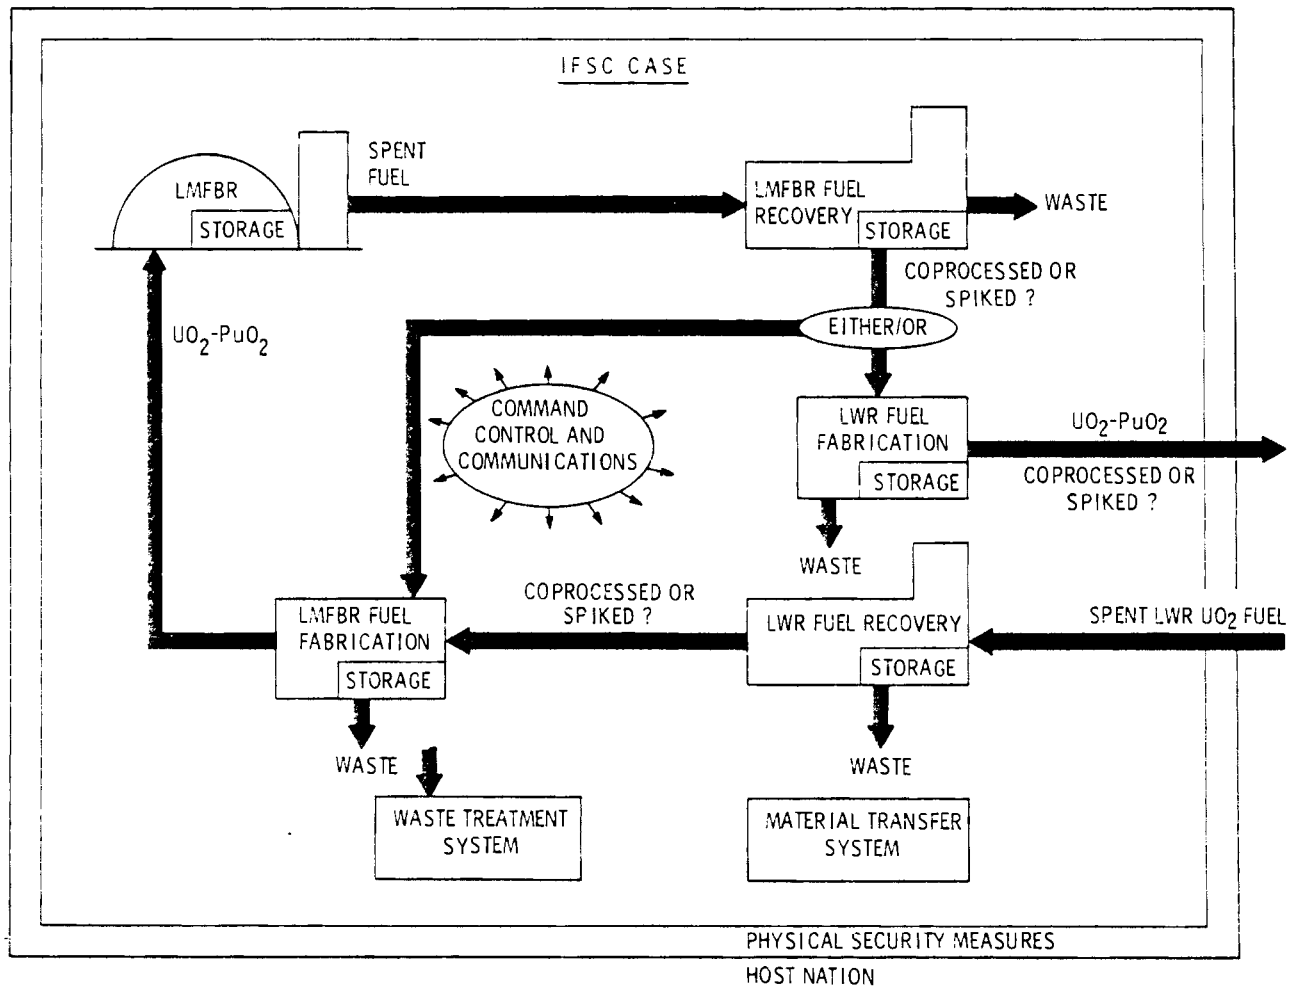 IFSC CASE
SPENT
FUEL
LMFBR
STORAGE
LMFBR FUEL
RECOVERY
STORAGE
WASTE
COPROCESSED OR
SPIKED ?
EITHER/OR
UO2-PuO2
COMMAND
CONTROL AND
COMMUNICATIONS
LWR FUEL
FABRICATION
STORAGE
UO2-PuO2
COPROCESSED OR
SPIKED ?
WASTE
COPROCESSED OR
SPIKED ?
LMFBR FUEL
FABRICATION
STORAGE
LWR FUEL RECOVERY
STORAGE
SPENT LWR UO2 FUEL
WASTE
WASTE
WASTE TREATMENT
SYSTEM
MATERIAL TRANSFER
SYSTEM
PHYSICAL SECURITY MEASURES
HOST NATION